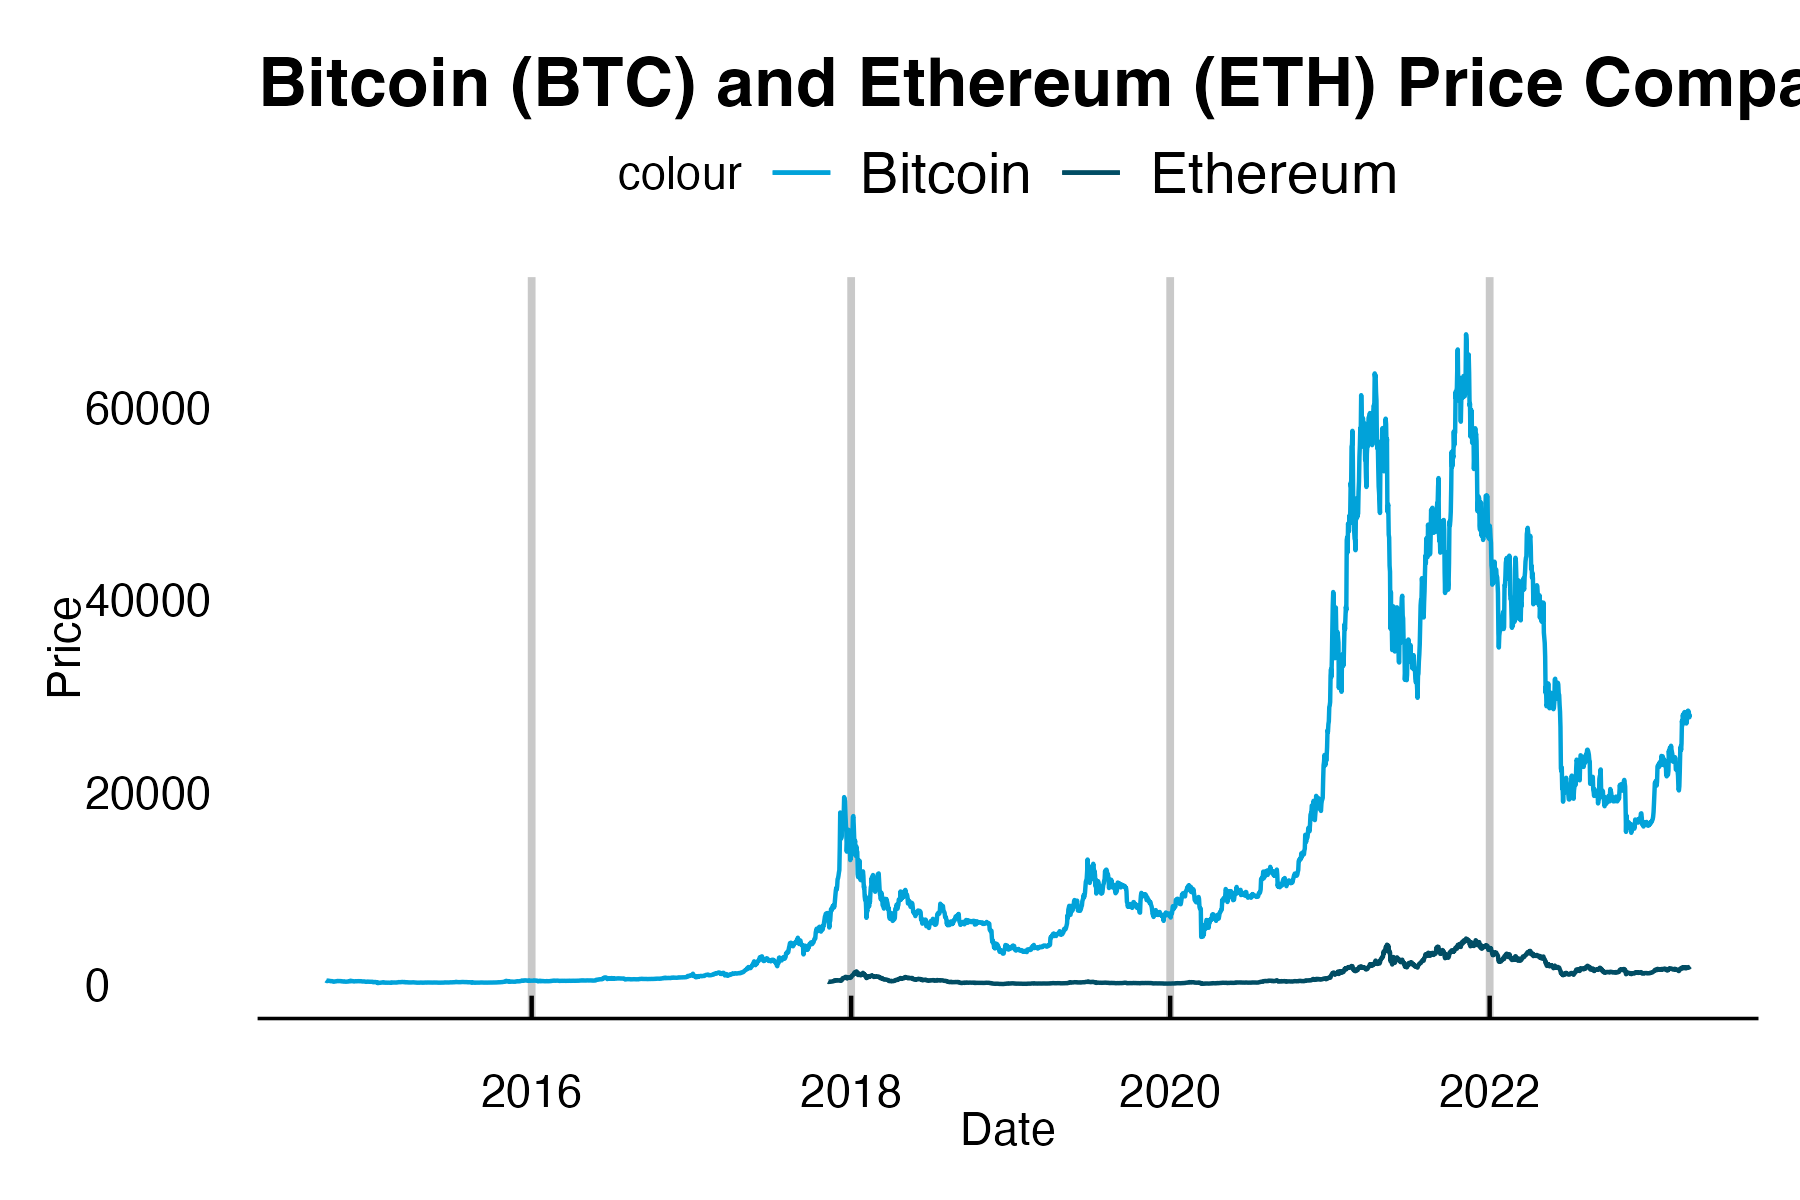 Bitcoin (BTC) and Ethereum (ETH) Price Compa
colour Bitcoin Ethereum
60000
40000
20000
0
Price
2016 2018 2020 2022
Date